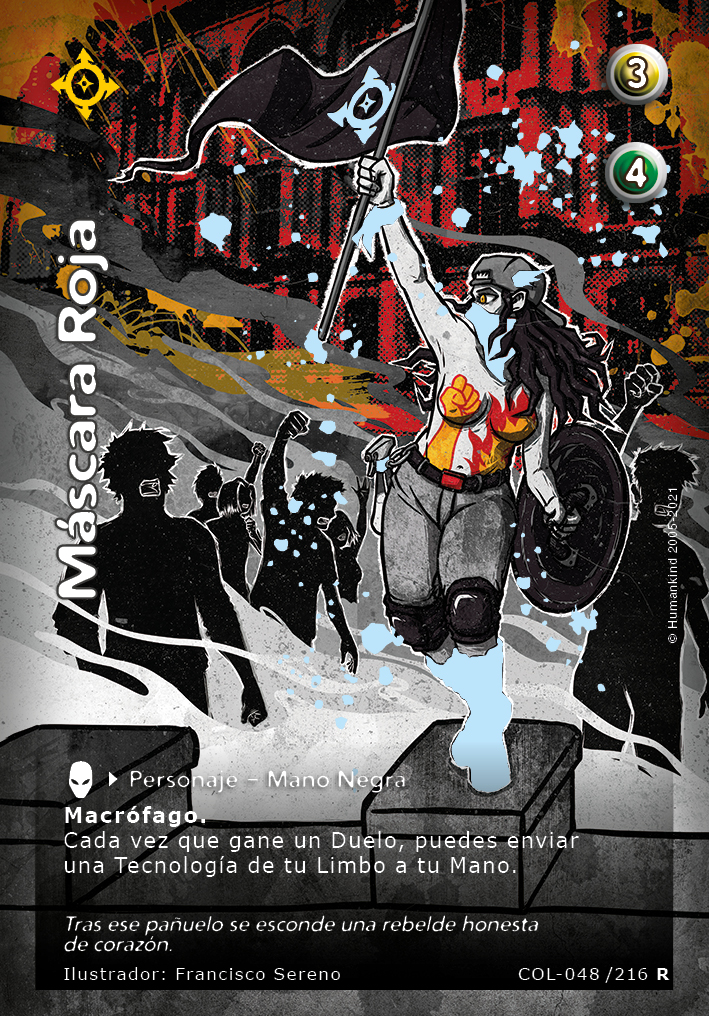 3
4
Máscara Roja
© Humankind 2005-2021
Personaje – Mano Negra
Macrófago.
Cada vez que gane un Duelo, puedes enviar
una Tecnología de tu Limbo a tu Mano.
Tras ese pañuelo se esconde una rebelde honesta
de corazón.
Ilustrador: Francisco Sereno
COL-048 /216 R